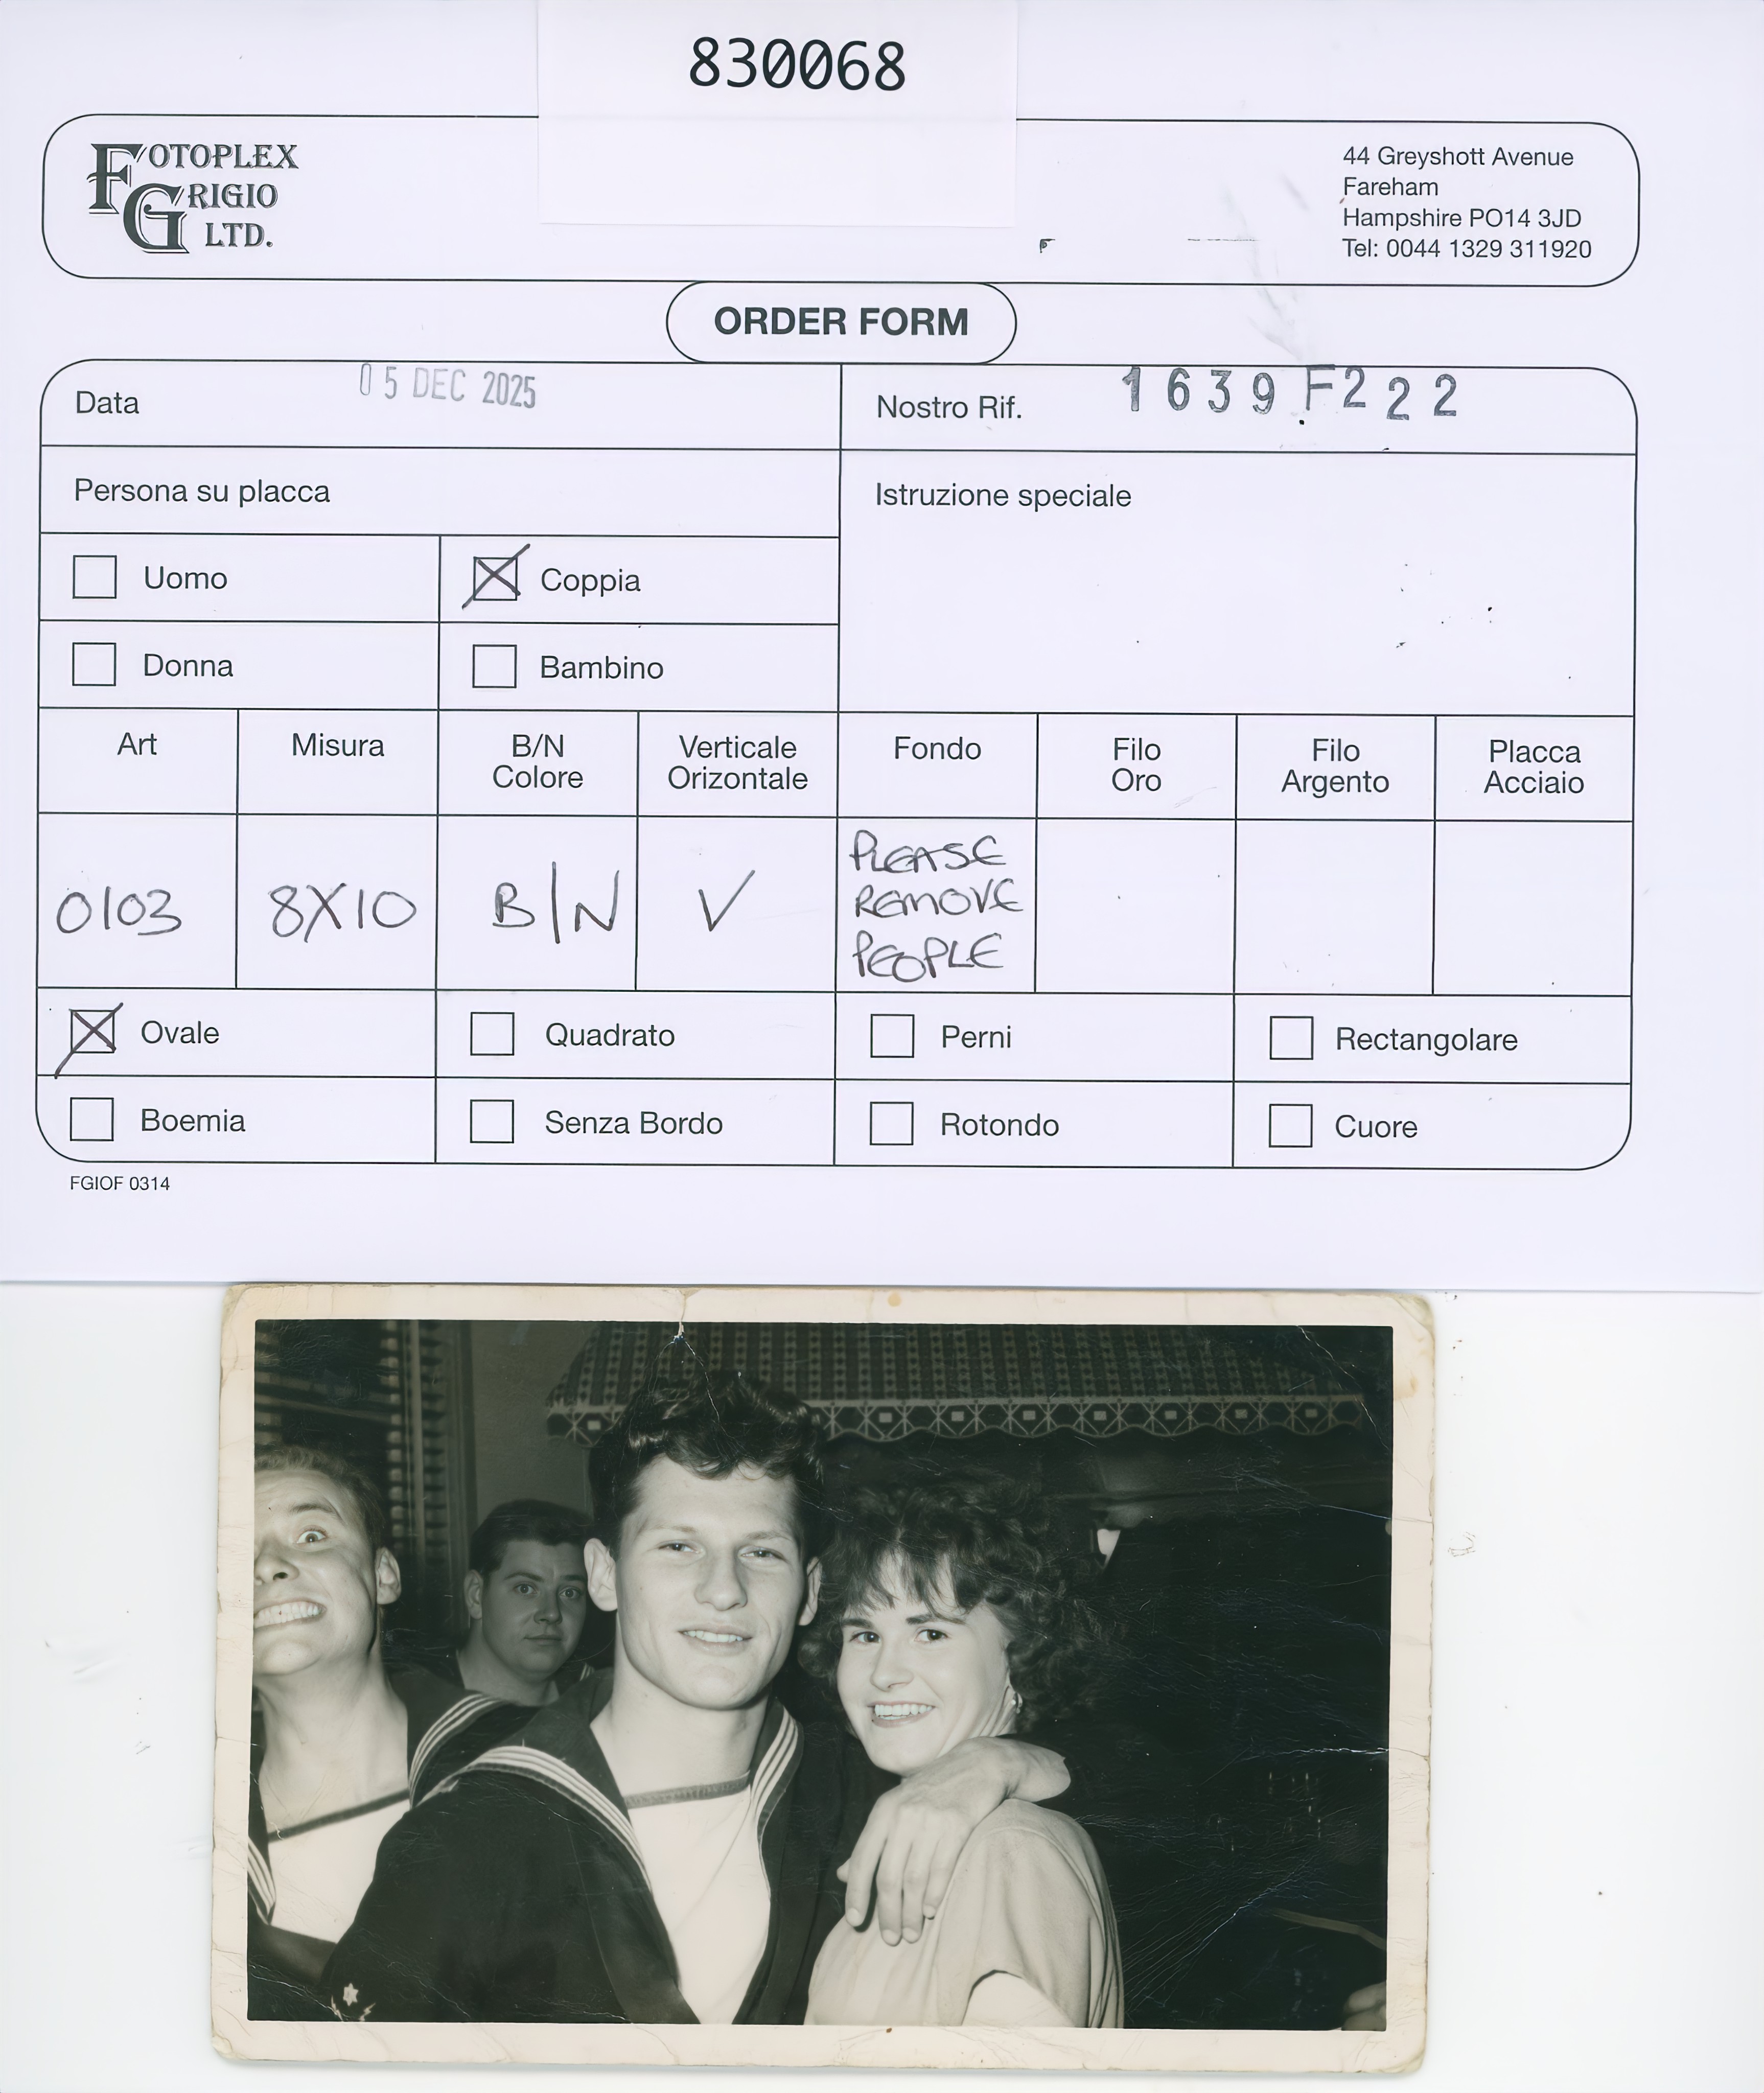 830068
FOTOPLEX
GRIGIO
LTD.
44 Greyshott Avenue
Fareham
Hampshire PO14 3JD
Tel: 0044 1329 311920
ORDER FORM
Data 05 DEC 2025
Nostro Rif. 1639 F222
Persona su placca
Istruzione speciale
Uomo
Coppia
Donna
Bambino
Art
Misura
B/N
Colore
Verticale
Orizontale
Fondo
Filo
Oro
Filo
Argento
Placca
Acciaio
0103
8X10
B/N
V
PLEASE
REMOVE
PEOPLE
Ovale
Quadrato
Perni
Rectangolare
Boemia
Senza Bordo
Rotondo
Cuore
FGIOF 0314